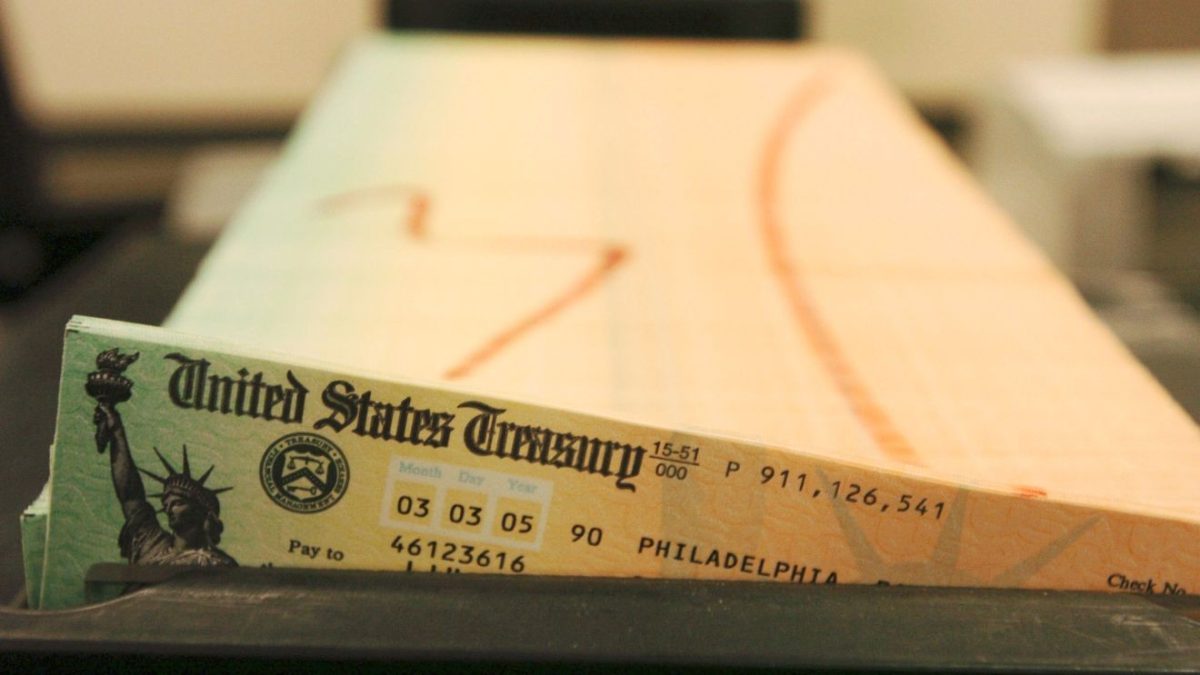 United States Treasury 15-51
000 P 911,126,541
Month Day Year
03 03 05 90 PHILADELPHIA,
Pay to 46123616
Check No.